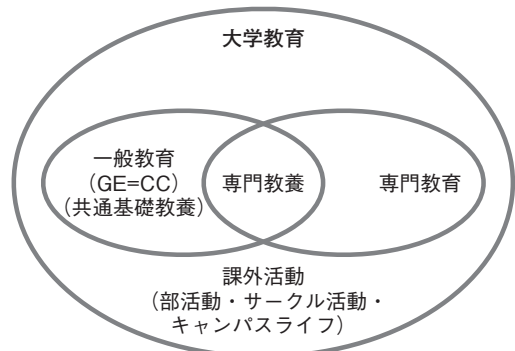 大学教育
一般教育
（GE=CC）
（共通基礎教養）
専門教養
専門教育
課外活動
（部活動・サークル活動・
キャンパスライフ）